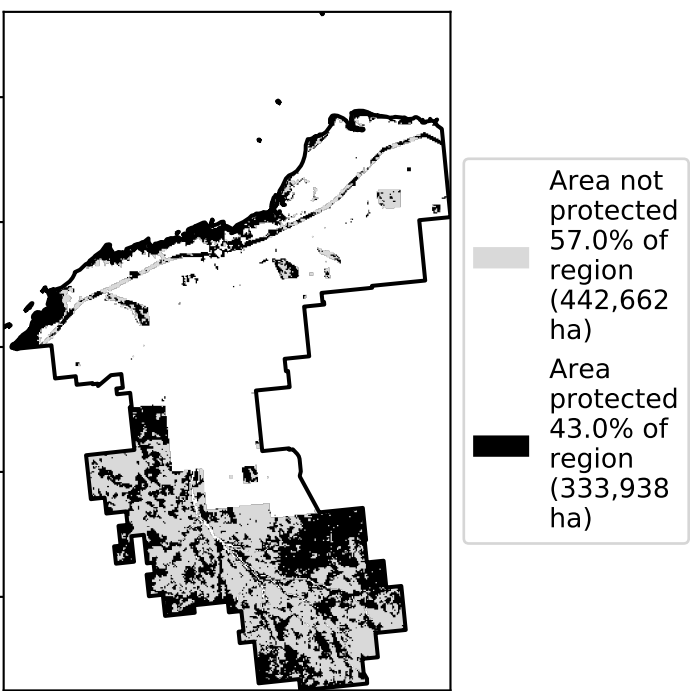 Area not
protected
57.0% of
region
(442,662
ha)
Area
protected
43.0% of
region
(333,938
ha)